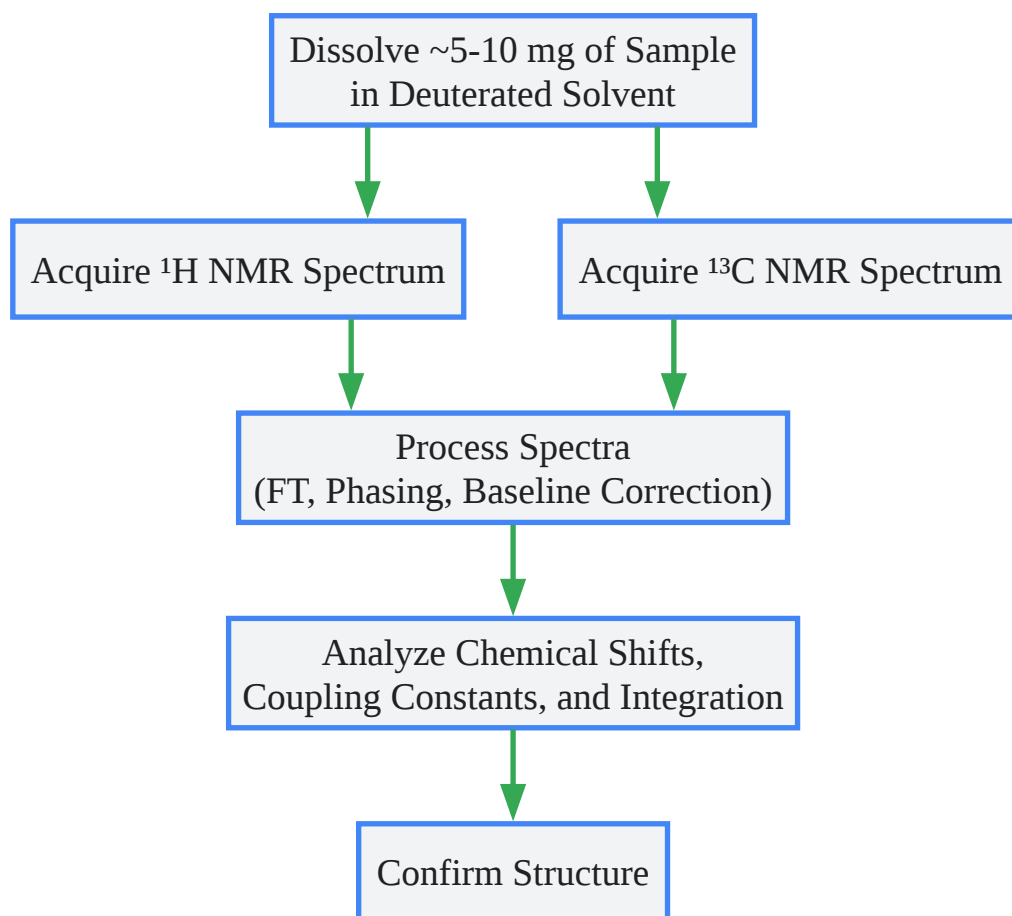 Dissolve ~5-10 mg of Sample
in Deuterated Solvent
Acquire ¹H NMR Spectrum
Acquire ¹³C NMR Spectrum
Process Spectra
(FT, Phasing, Baseline Correction)
Analyze Chemical Shifts,
Coupling Constants, and Integration
Confirm Structure